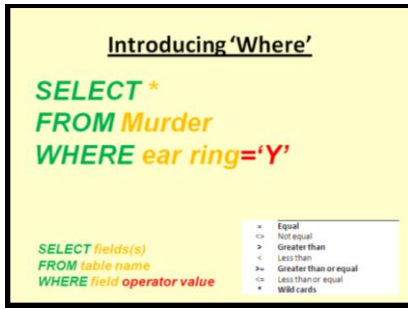 Introducing ‘Where’
SELECT *
FROM Murder
WHERE ear ring=‘Y’
SELECT fields(s)
FROM table name
WHERE field operator value
= Equal
<> Not equal
> Greater than
< Less than
>= Greater than or equal
<= Less than or equal
* Wild cards